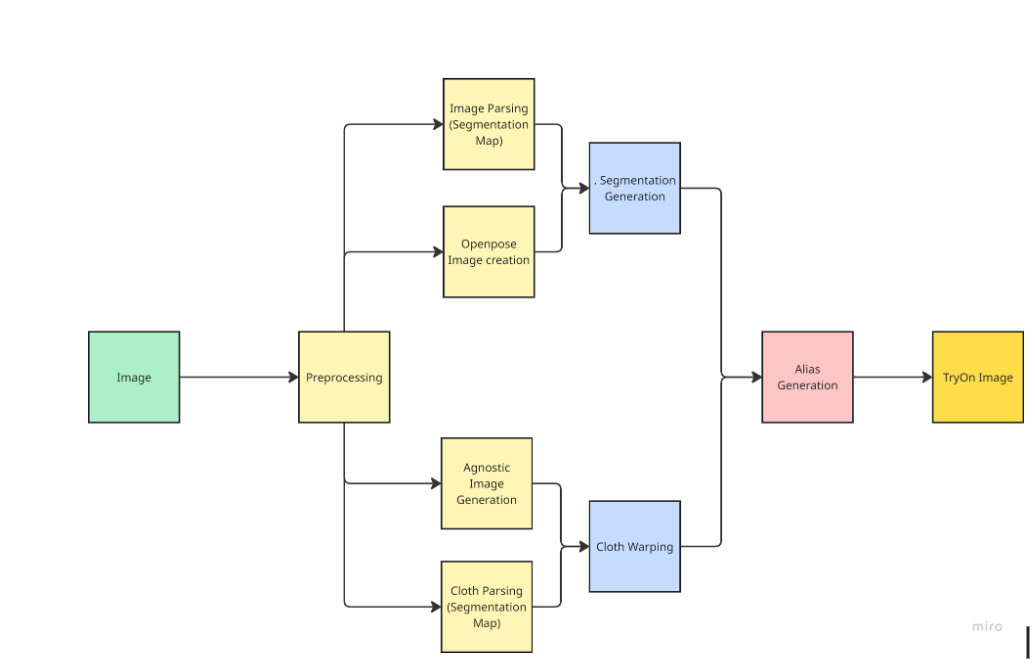 Image Parsing
(Segmentation
Map)
. Segmentation
Generation
Openpose
Image creation
Image
Preprocessing
Alias
Generation
TryOn Image
Agnostic
Image
Generation
Cloth Warping
Cloth Parsing
(Segmentation
Map)
miro